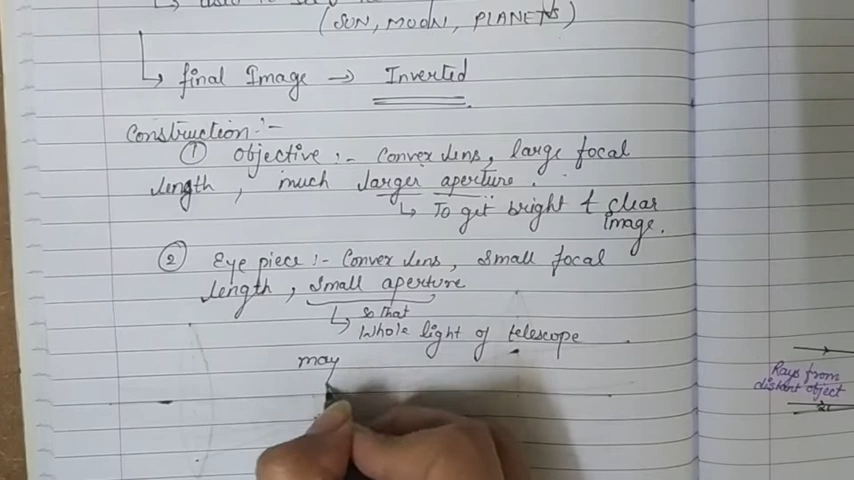 (SUN, MOON, PLANETS)
↳ final Image → Inverted
Construction :-
① Objective :- Convex lens, large focal
length, much larger aperture.
↳ To get bright & clear
Image.
② Eye piece :- Convex lens, Small focal
length, Small aperture
↳ so that
Whole light of telescope
may
Rays from
distant object